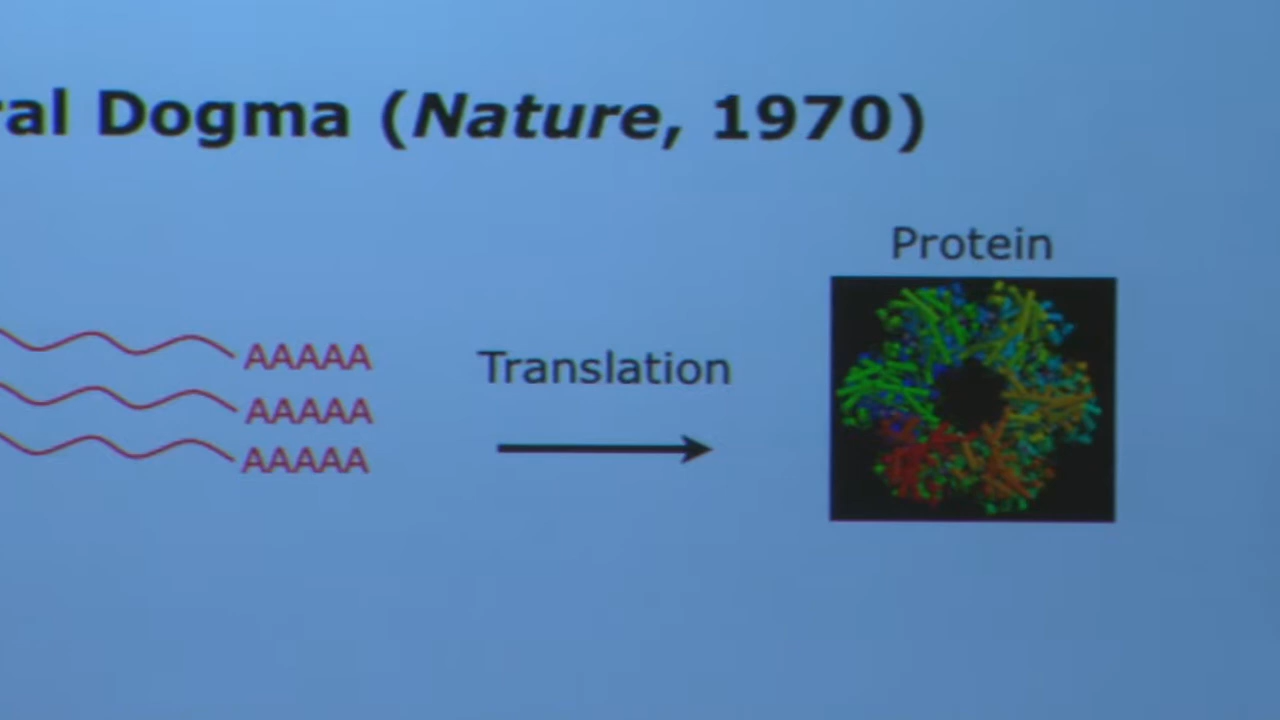 ral Dogma (Nature, 1970)
Protein
Translation
AAAAA
AAAAA
AAAAA